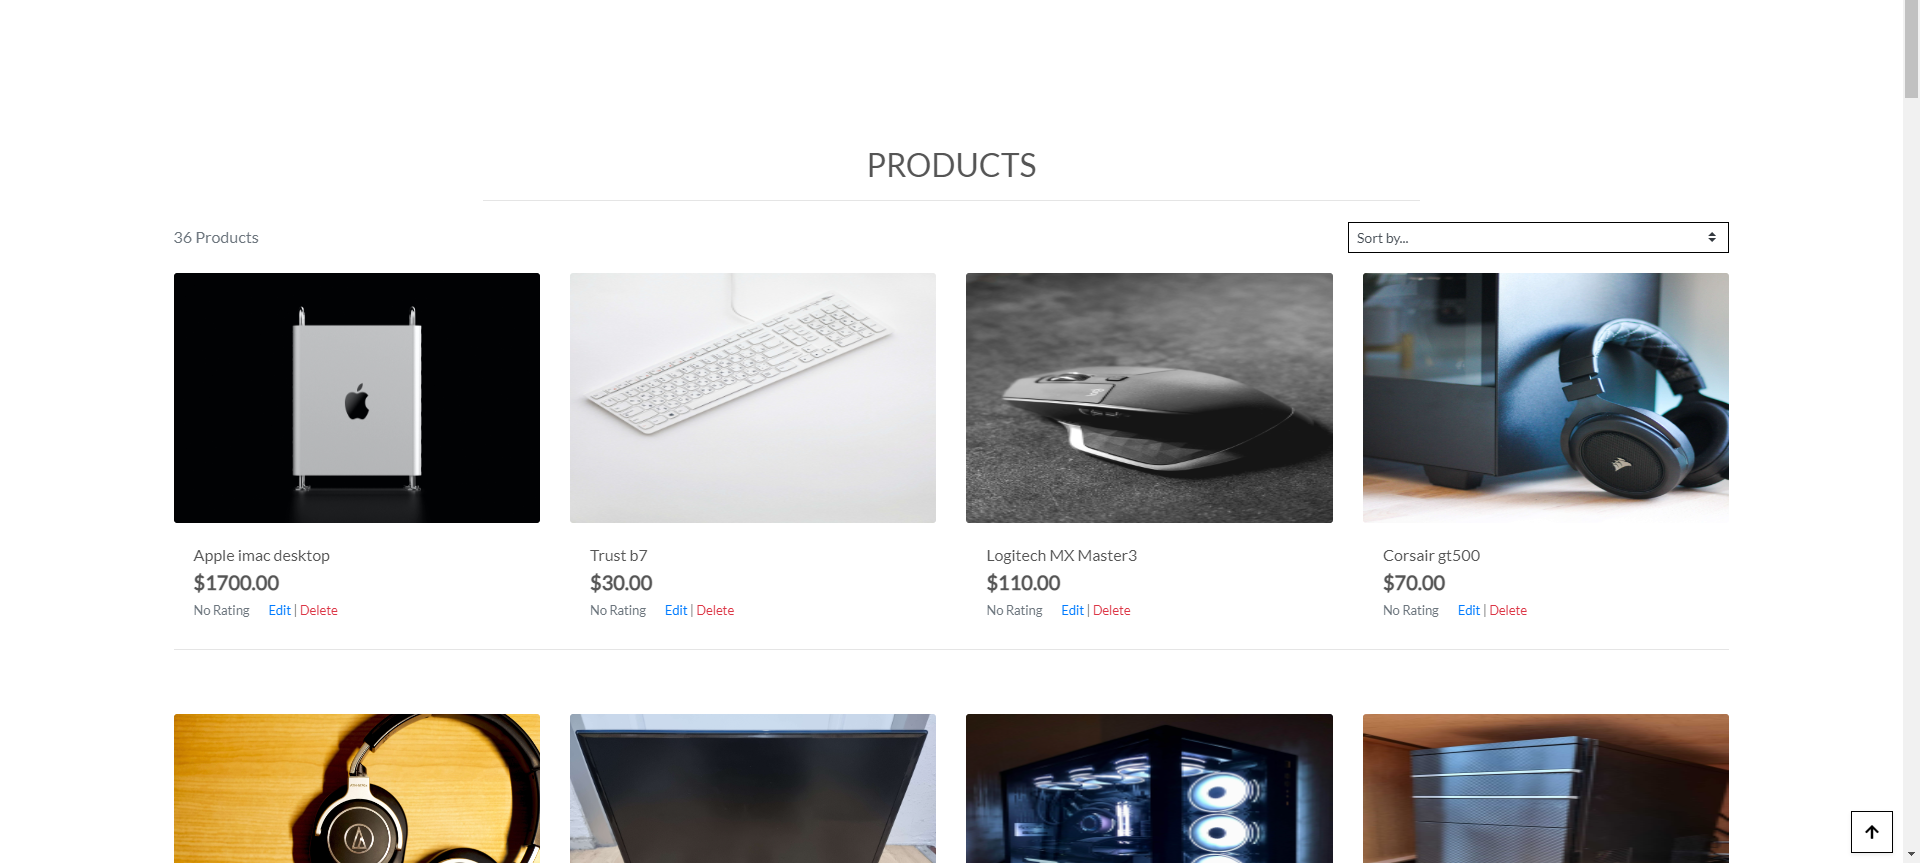 PRODUCTS
36 Products
Sort by...
Apple imac desktop
$1700.00
No Rating Edit | Delete
Trust b7
$30.00
No Rating Edit | Delete
Logitech MX Master3
$110.00
No Rating Edit | Delete
Corsair gt500
$70.00
No Rating Edit | Delete